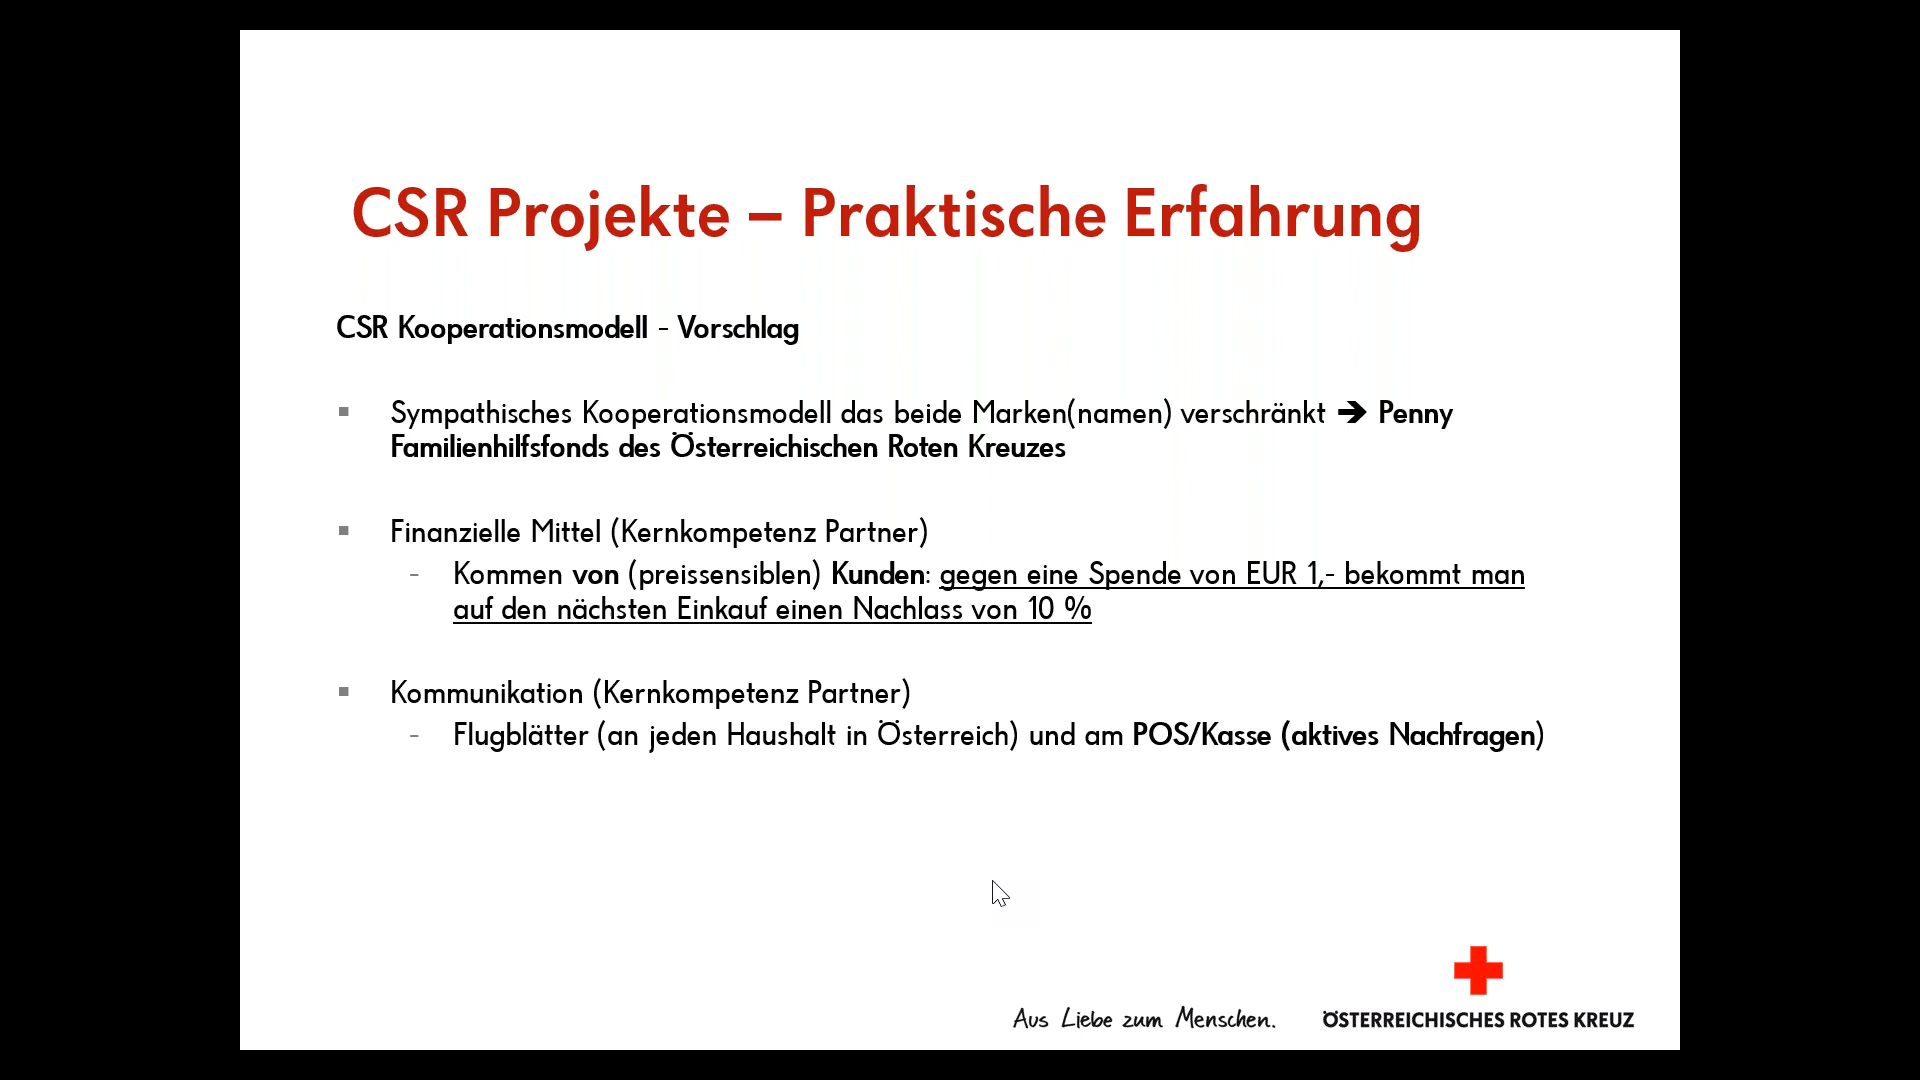 CSR Projekte – Praktische Erfahrung
CSR Kooperationsmodell - Vorschlag
▪ Sympathisches Kooperationsmodell das beide Marken(namen) verschränkt ➔ Penny
Familienhilfsfonds des Österreichischen Roten Kreuzes
▪ Finanzielle Mittel (Kernkompetenz Partner)
- Kommen von (preissensiblen) Kunden: gegen eine Spende von EUR 1,- bekommt man
auf den nächsten Einkauf einen Nachlass von 10 %
▪ Kommunikation (Kernkompetenz Partner)
- Flugblätter (an jeden Haushalt in Österreich) und am POS/Kasse (aktives Nachfragen)
Aus Liebe zum Menschen.
ÖSTERREICHISCHES ROTES KREUZ